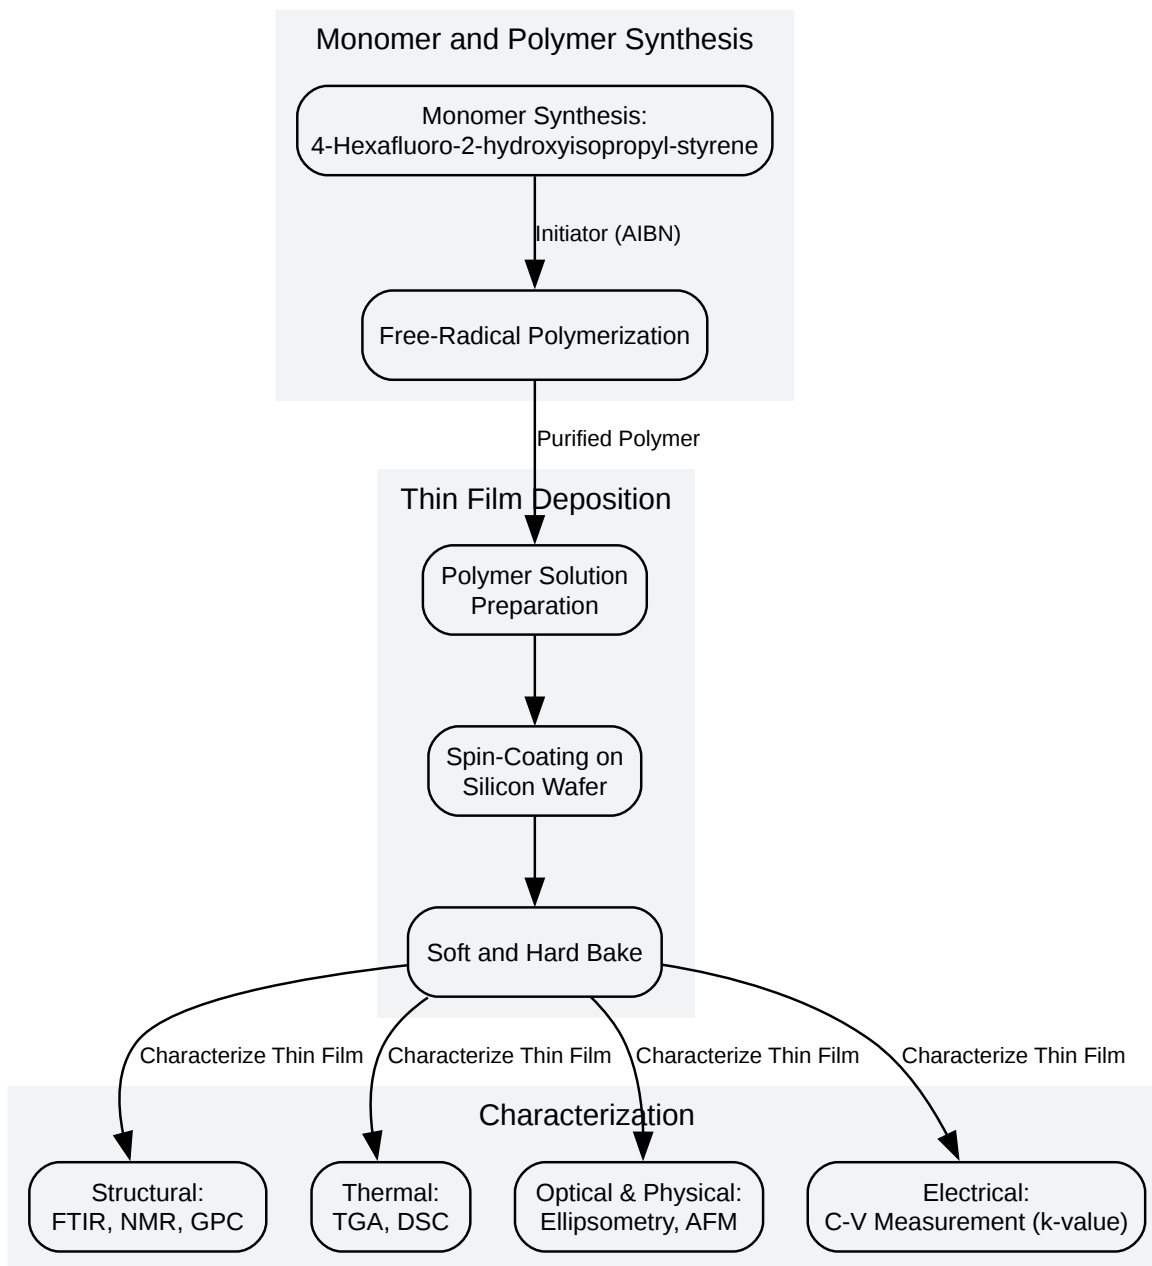 Monomer and Polymer Synthesis
Monomer Synthesis:
4-Hexafluoro-2-hydroxyisopropyl-styrene
Initiator (AIBN)
Free-Radical Polymerization
Purified Polymer
Thin Film Deposition
Polymer Solution
Preparation
Spin-Coating on
Silicon Wafer
Soft and Hard Bake
Characterize Thin Film
Characterize Thin Film
Characterize Thin Film
Characterize Thin Film
Characterization
Structural:
FTIR, NMR, GPC
Thermal:
TGA, DSC
Optical & Physical:
Ellipsometry, AFM
Electrical:
C-V Measurement (k-value)